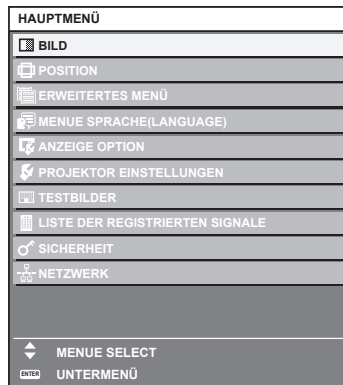 HAUPTMENÜ
BILD
POSITION
ERWEITERTES MENÜ
MENUE SPRACHE(LANGUAGE)
ANZEIGE OPTION
PROJEKTOR EINSTELLUNGEN
TESTBILDER
LISTE DER REGISTRIERTEN SIGNALE
SICHERHEIT
NETZWERK
MENUE SELECT
ENTER UNTERMENÜ